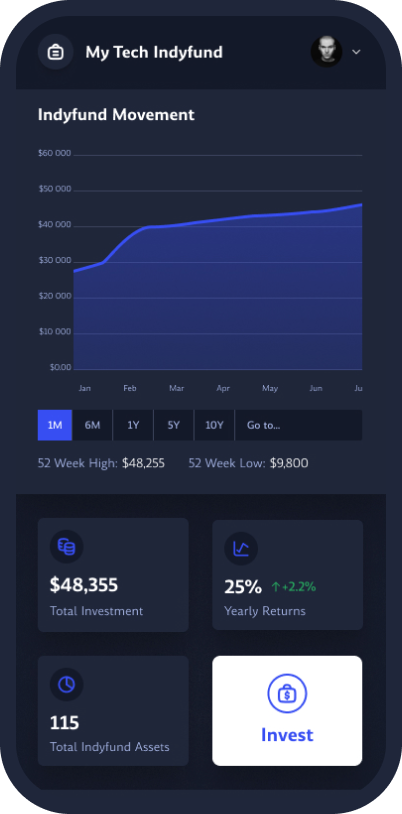 My Tech Indyfund
Indyfund Movement
$60 000
$50 000
$40 000
$30 000
$20 000
$10 000
$0.00
Jan Feb Mar Apr May Jun Ju
1M 6M 1Y 5Y 10Y Go to...
52 Week High: $48,255 52 Week Low: $9,800
$48,355
Total Investment
25% ↑+2.2%
Yearly Returns
115
Total Indyfund Assets
$
Invest